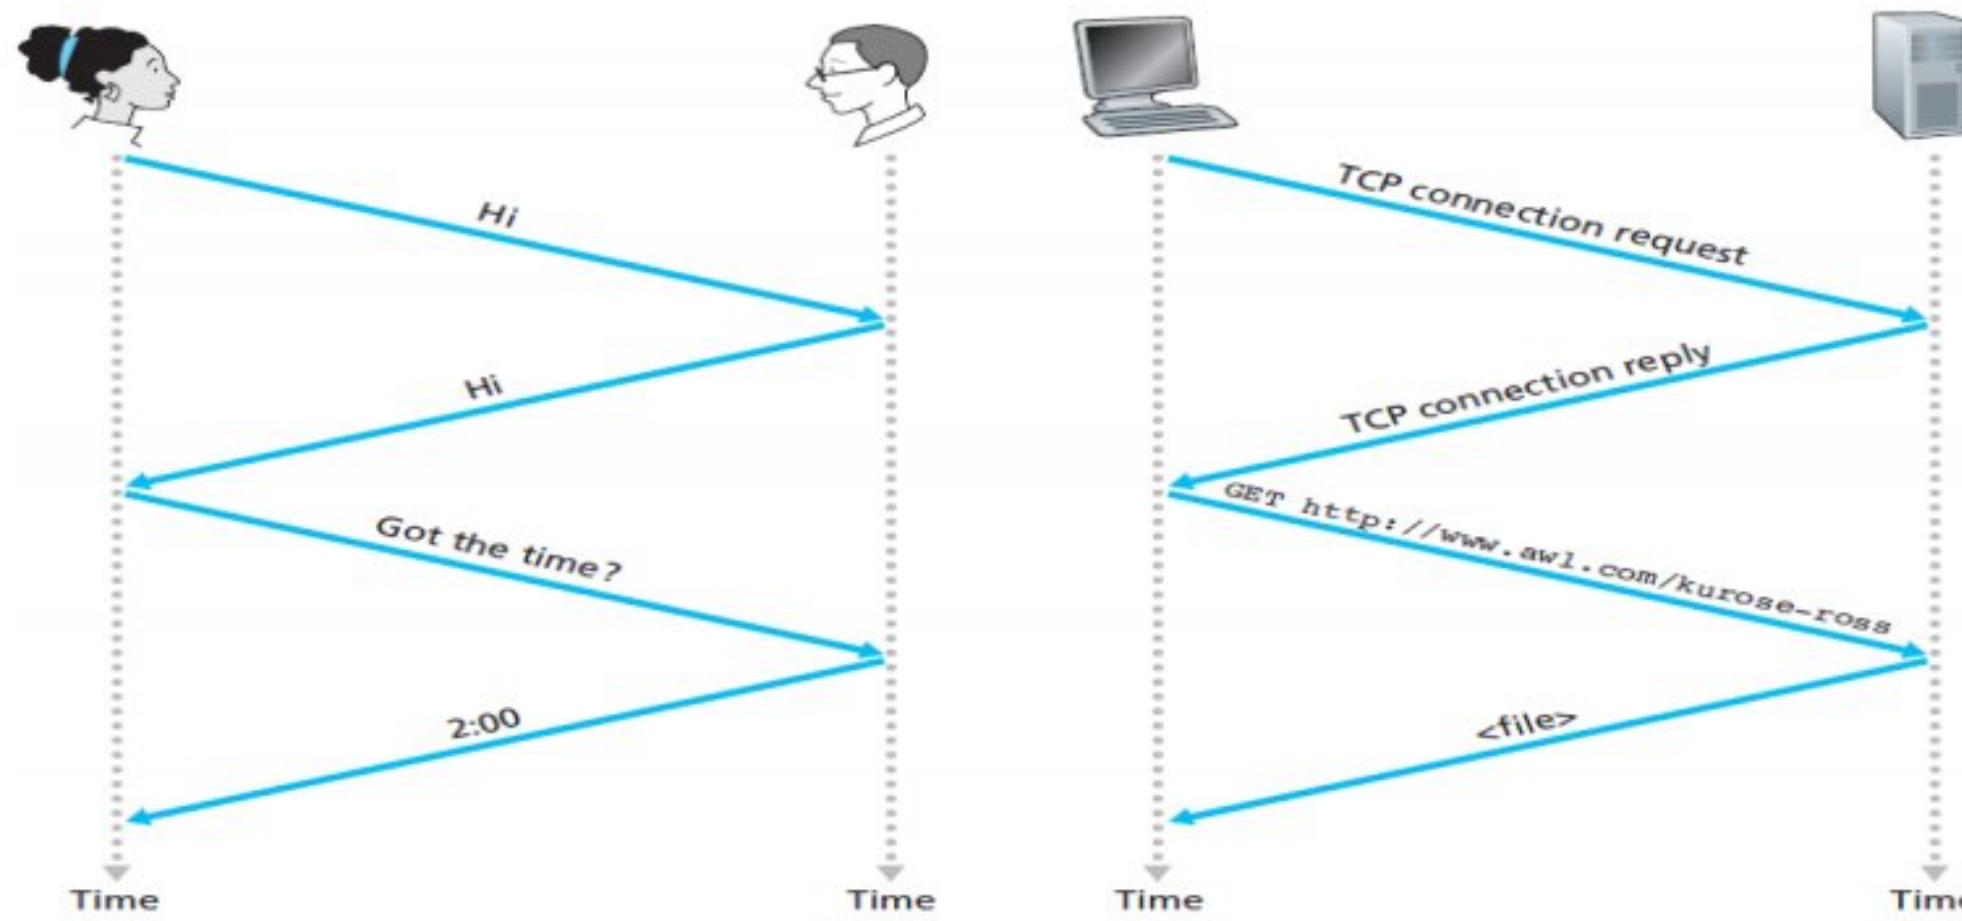 Hi
Hi
Got the time?
2:00
Time
Time
TCP connection request
TCP connection reply
GET http://www.awl.com/kurose-ross
<file>
Time
Time